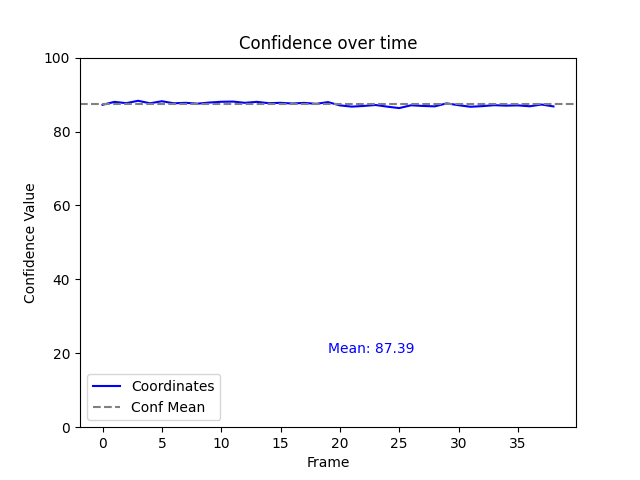 Confidence over time
100
80
60
40
20
0
Confidence Value
Mean: 87.39
Coordinates
Conf Mean
0 5 10 15 20 25 30 35
Frame